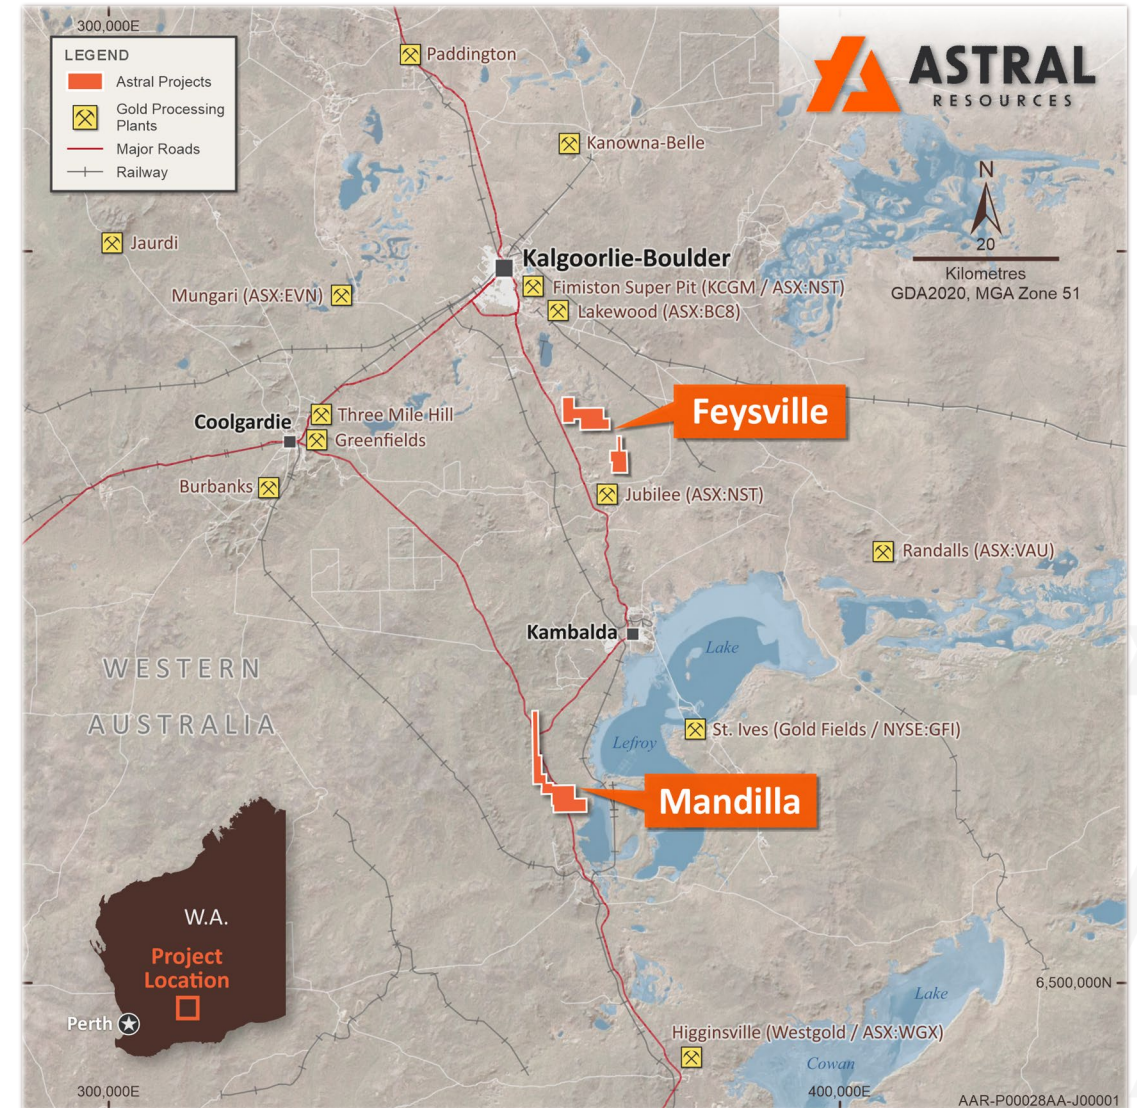 300,000E
LEGEND
Astral Projects
Gold Processing
Plants
Major Roads
Railway
ASTRAL
RESOURCES
N
20
Kilometres
GDA2020, MGA Zone 51
Paddington
Kanowna-Belle
Jaurdi
Kalgoorlie-Boulder
Mungari (ASX:EVN)
Fimiston Super Pit (KCGM / ASX:NST)
Lakewood (ASX:BC8)
Feysville
Coolgardie
Three Mile Hill
Greenfields
Burbanks
Jubilee (ASX:NST)
Randalls (ASX:VAU)
Kambalda
Lake
Lefroy
WESTERN
AUSTRALIA
St. Ives (Gold Fields / NYSE:GFI)
Mandilla
W.A.
Project
Location
Perth
6,500,000N
Lake
Cowan
Higginsville (Westgold / ASX:WGX)
300,000E
400,000E
AAR-P00028AA-J00001